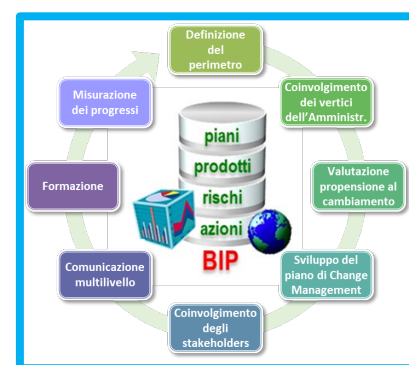 Definizione
del
perimetro
Coinvolgimento
dei vertici
dell'Amministr.
Valutazione
propensione al
cambiamento
Sviluppo del
piano di Change
Management
Coinvolgimento
degli
stakeholders
Comunicazione
multilivello
Formazione
Misurazione
dei progressi
piani
prodotti
rischi
azioni
BIP